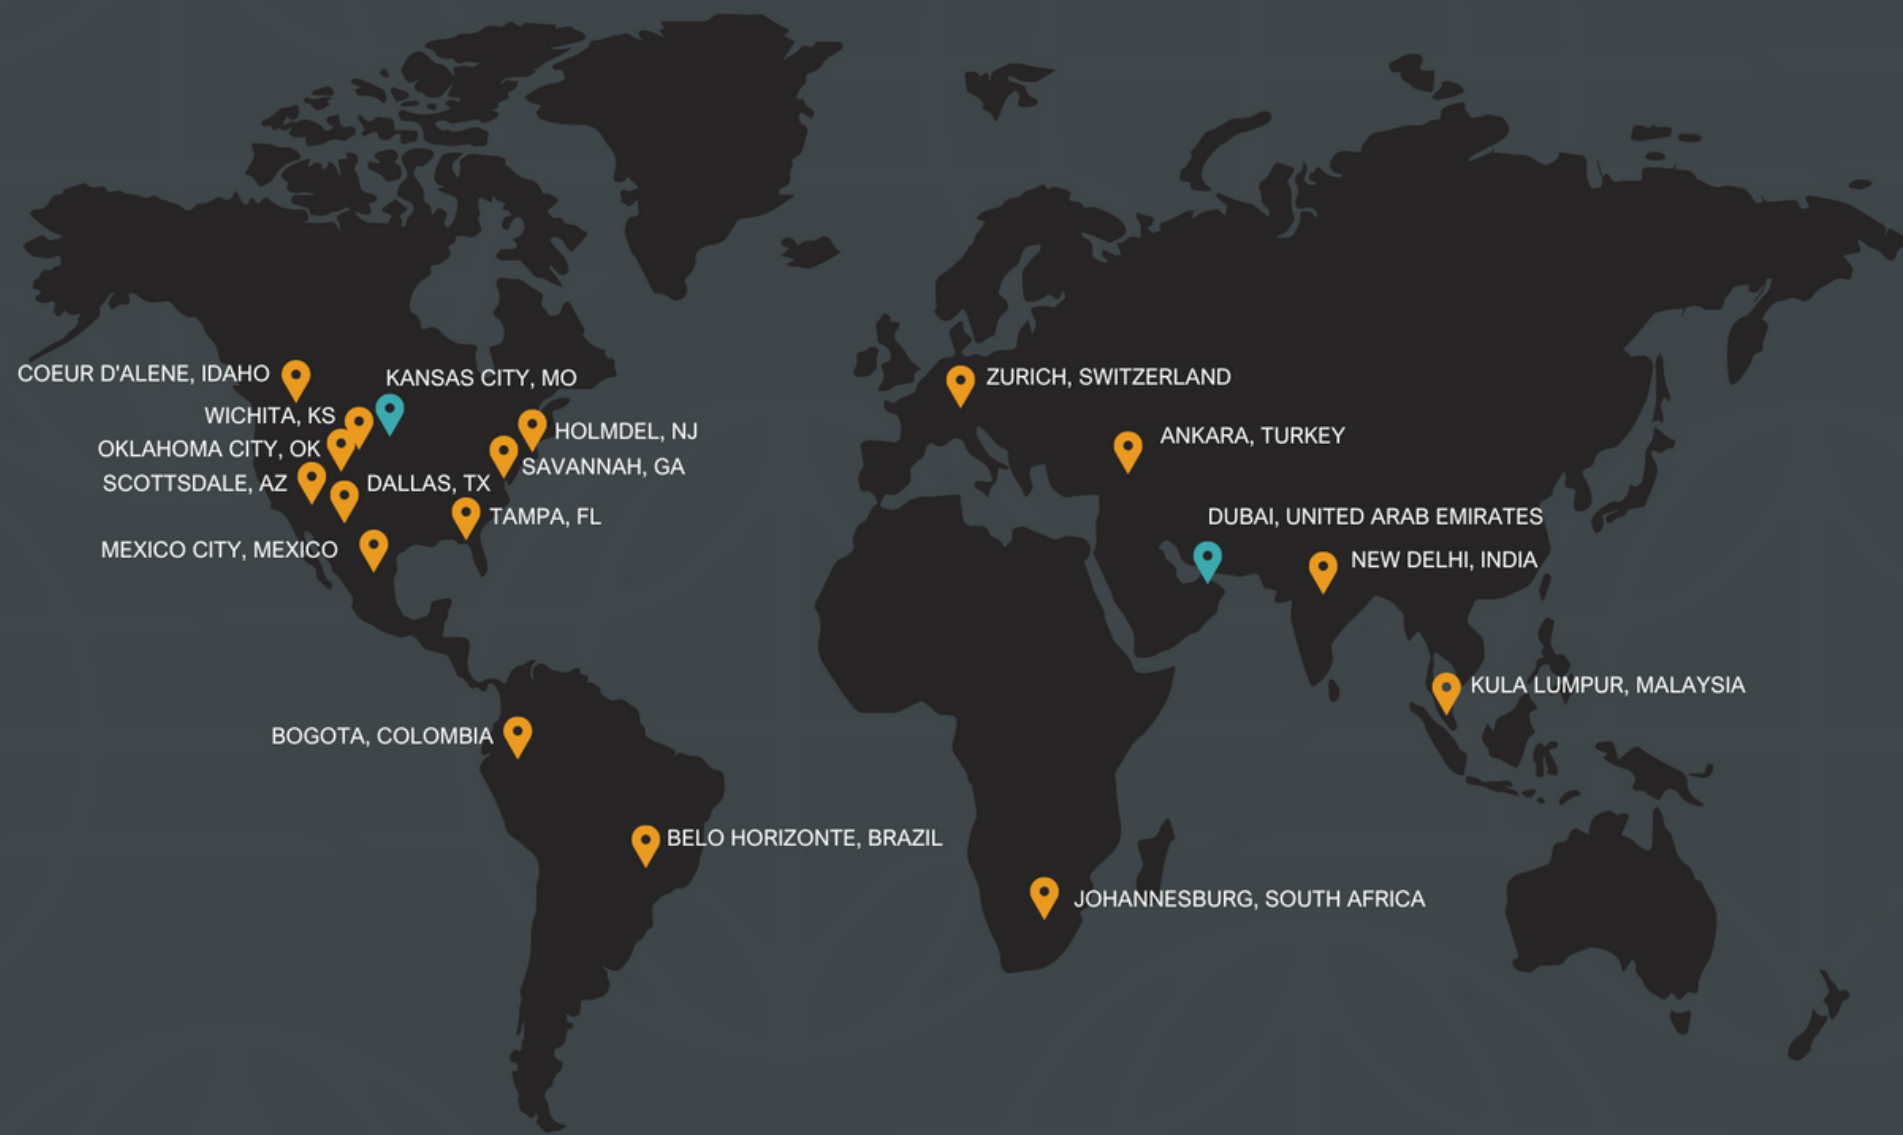 COEUR D'ALENE, IDAHO
KANSAS CITY, MO
WICHITA, KS
OKLAHOMA CITY, OK
SCOTTSDALE, AZ
DALLAS, TX
HOLMDEL, NJ
SAVANNAH, GA
TAMPA, FL
MEXICO CITY, MEXICO
ZURICH, SWITZERLAND
ANKARA, TURKEY
DUBAI, UNITED ARAB EMIRATES
NEW DELHI, INDIA
KULA LUMPUR, MALAYSIA
BOGOTA, COLOMBIA
BELO HORIZONTE, BRAZIL
JOHANNESBURG, SOUTH AFRICA